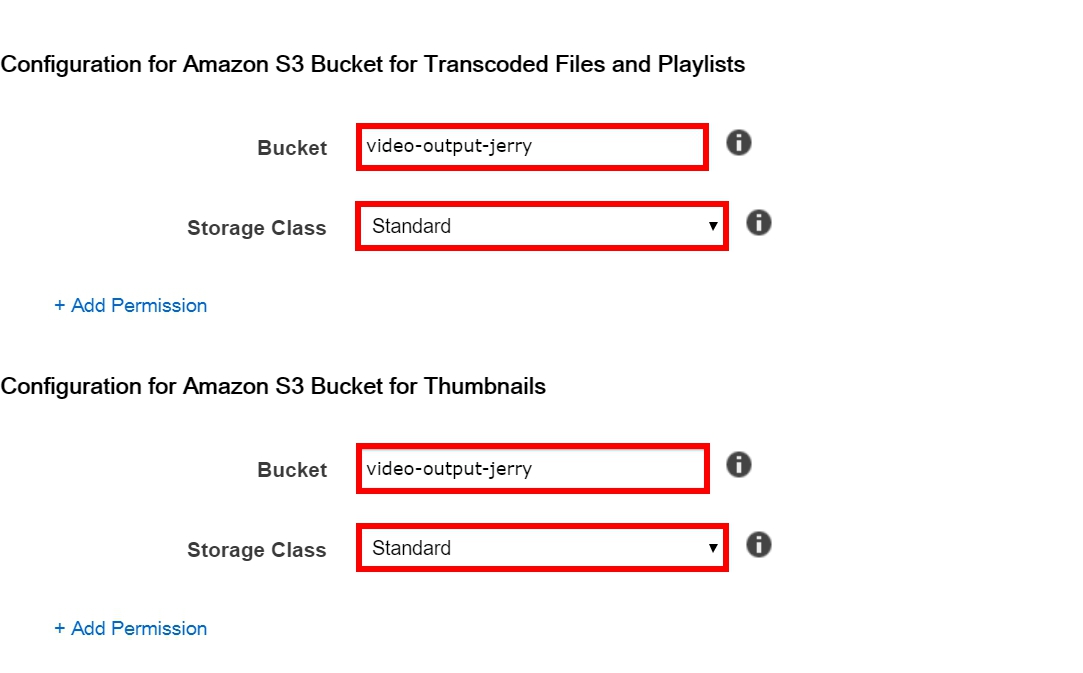 Configuration for Amazon S3 Bucket for Transcoded Files and Playlists
Bucket video-output-jerry
Storage Class Standard
+ Add Permission
Configuration for Amazon S3 Bucket for Thumbnails
Bucket video-output-jerry
Storage Class Standard
+ Add Permission